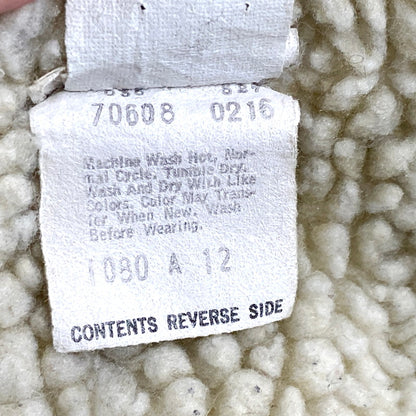 70608 0216
Machine Wash Hot, Nor-
mal Cycle. Tumble Dry.
Wash And Dry With Like
Colors. Color May Trans-
fer When New. Wash
Before Wearing.
1080 A 12
CONTENTS REVERSE SIDE